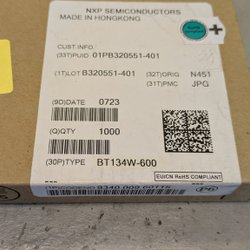 NXP SEMICONDUCTORS
MADE IN HONGKONG
CUST.INFO
(33T)PUID 01PB320551-401
(1T)LOT B320551-401 (32T)ORIG N451
(31T)PMC JPG
(9D)DATE 0723
(Q)QTY 1000
(30P)TYPE BT134W-600
EU/CN RoHS COMPLIANT